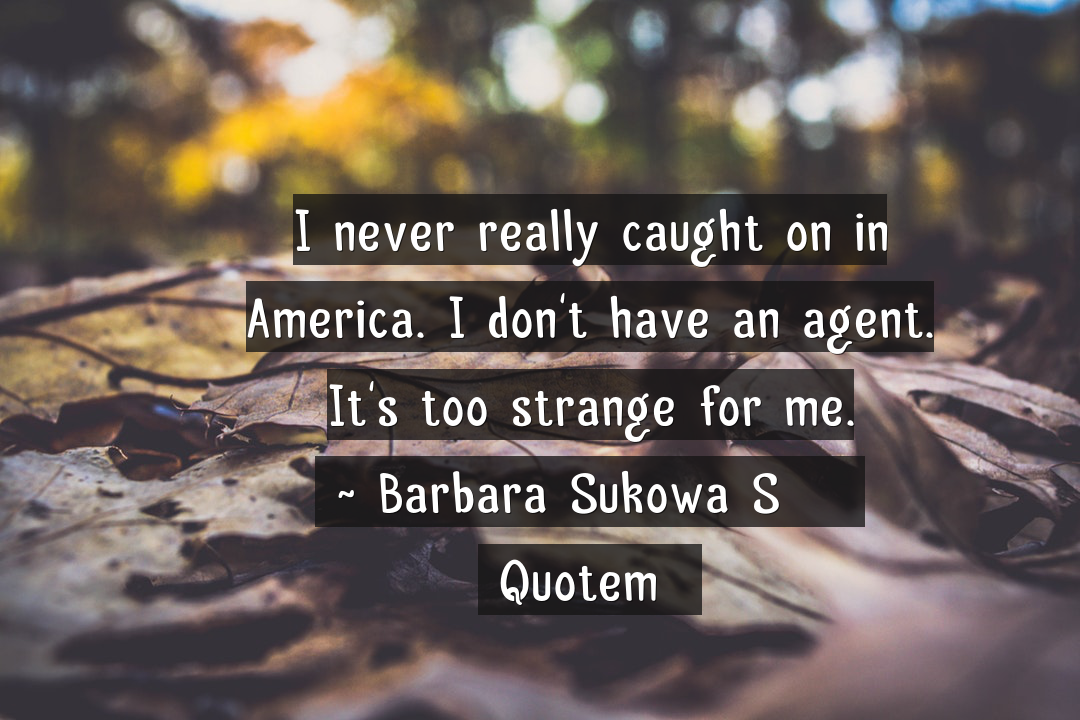 I never really caught on in
America. I don't have an agent.
It's too strange for me.
~ Barbara Sukowa S
Quotem